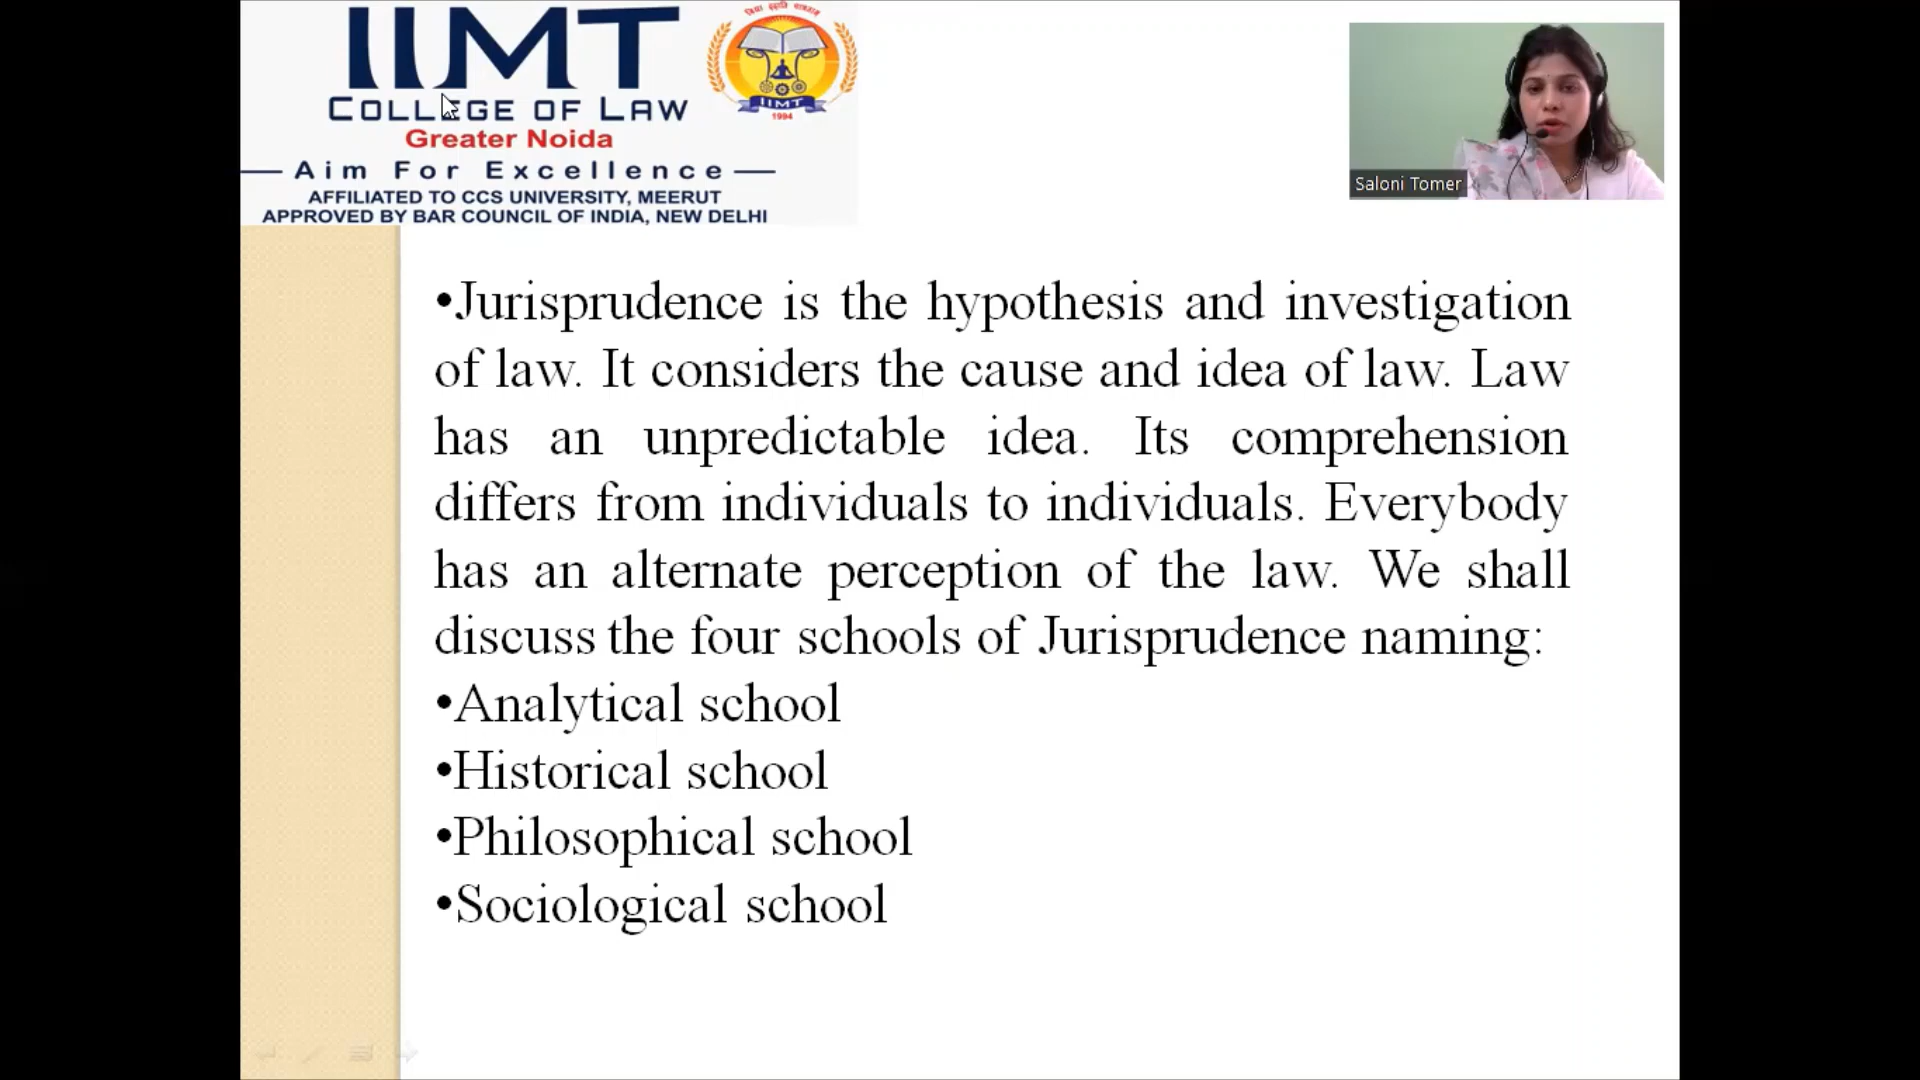 IIMT
COLLEGE OF LAW
Greater Noida
Aim For Excellence
AFFILIATED TO CCS UNIVERSITY, MEERUT
APPROVED BY BAR COUNCIL OF INDIA, NEW DELHI
IIMT
1994
Saloni Tomer
•Jurisprudence is the hypothesis and investigation
of law. It considers the cause and idea of law. Law
has an unpredictable idea. Its comprehension
differs from individuals to individuals. Everybody
has an alternate perception of the law. We shall
discuss the four schools of Jurisprudence naming:
•Analytical school
•Historical school
•Philosophical school
•Sociological school